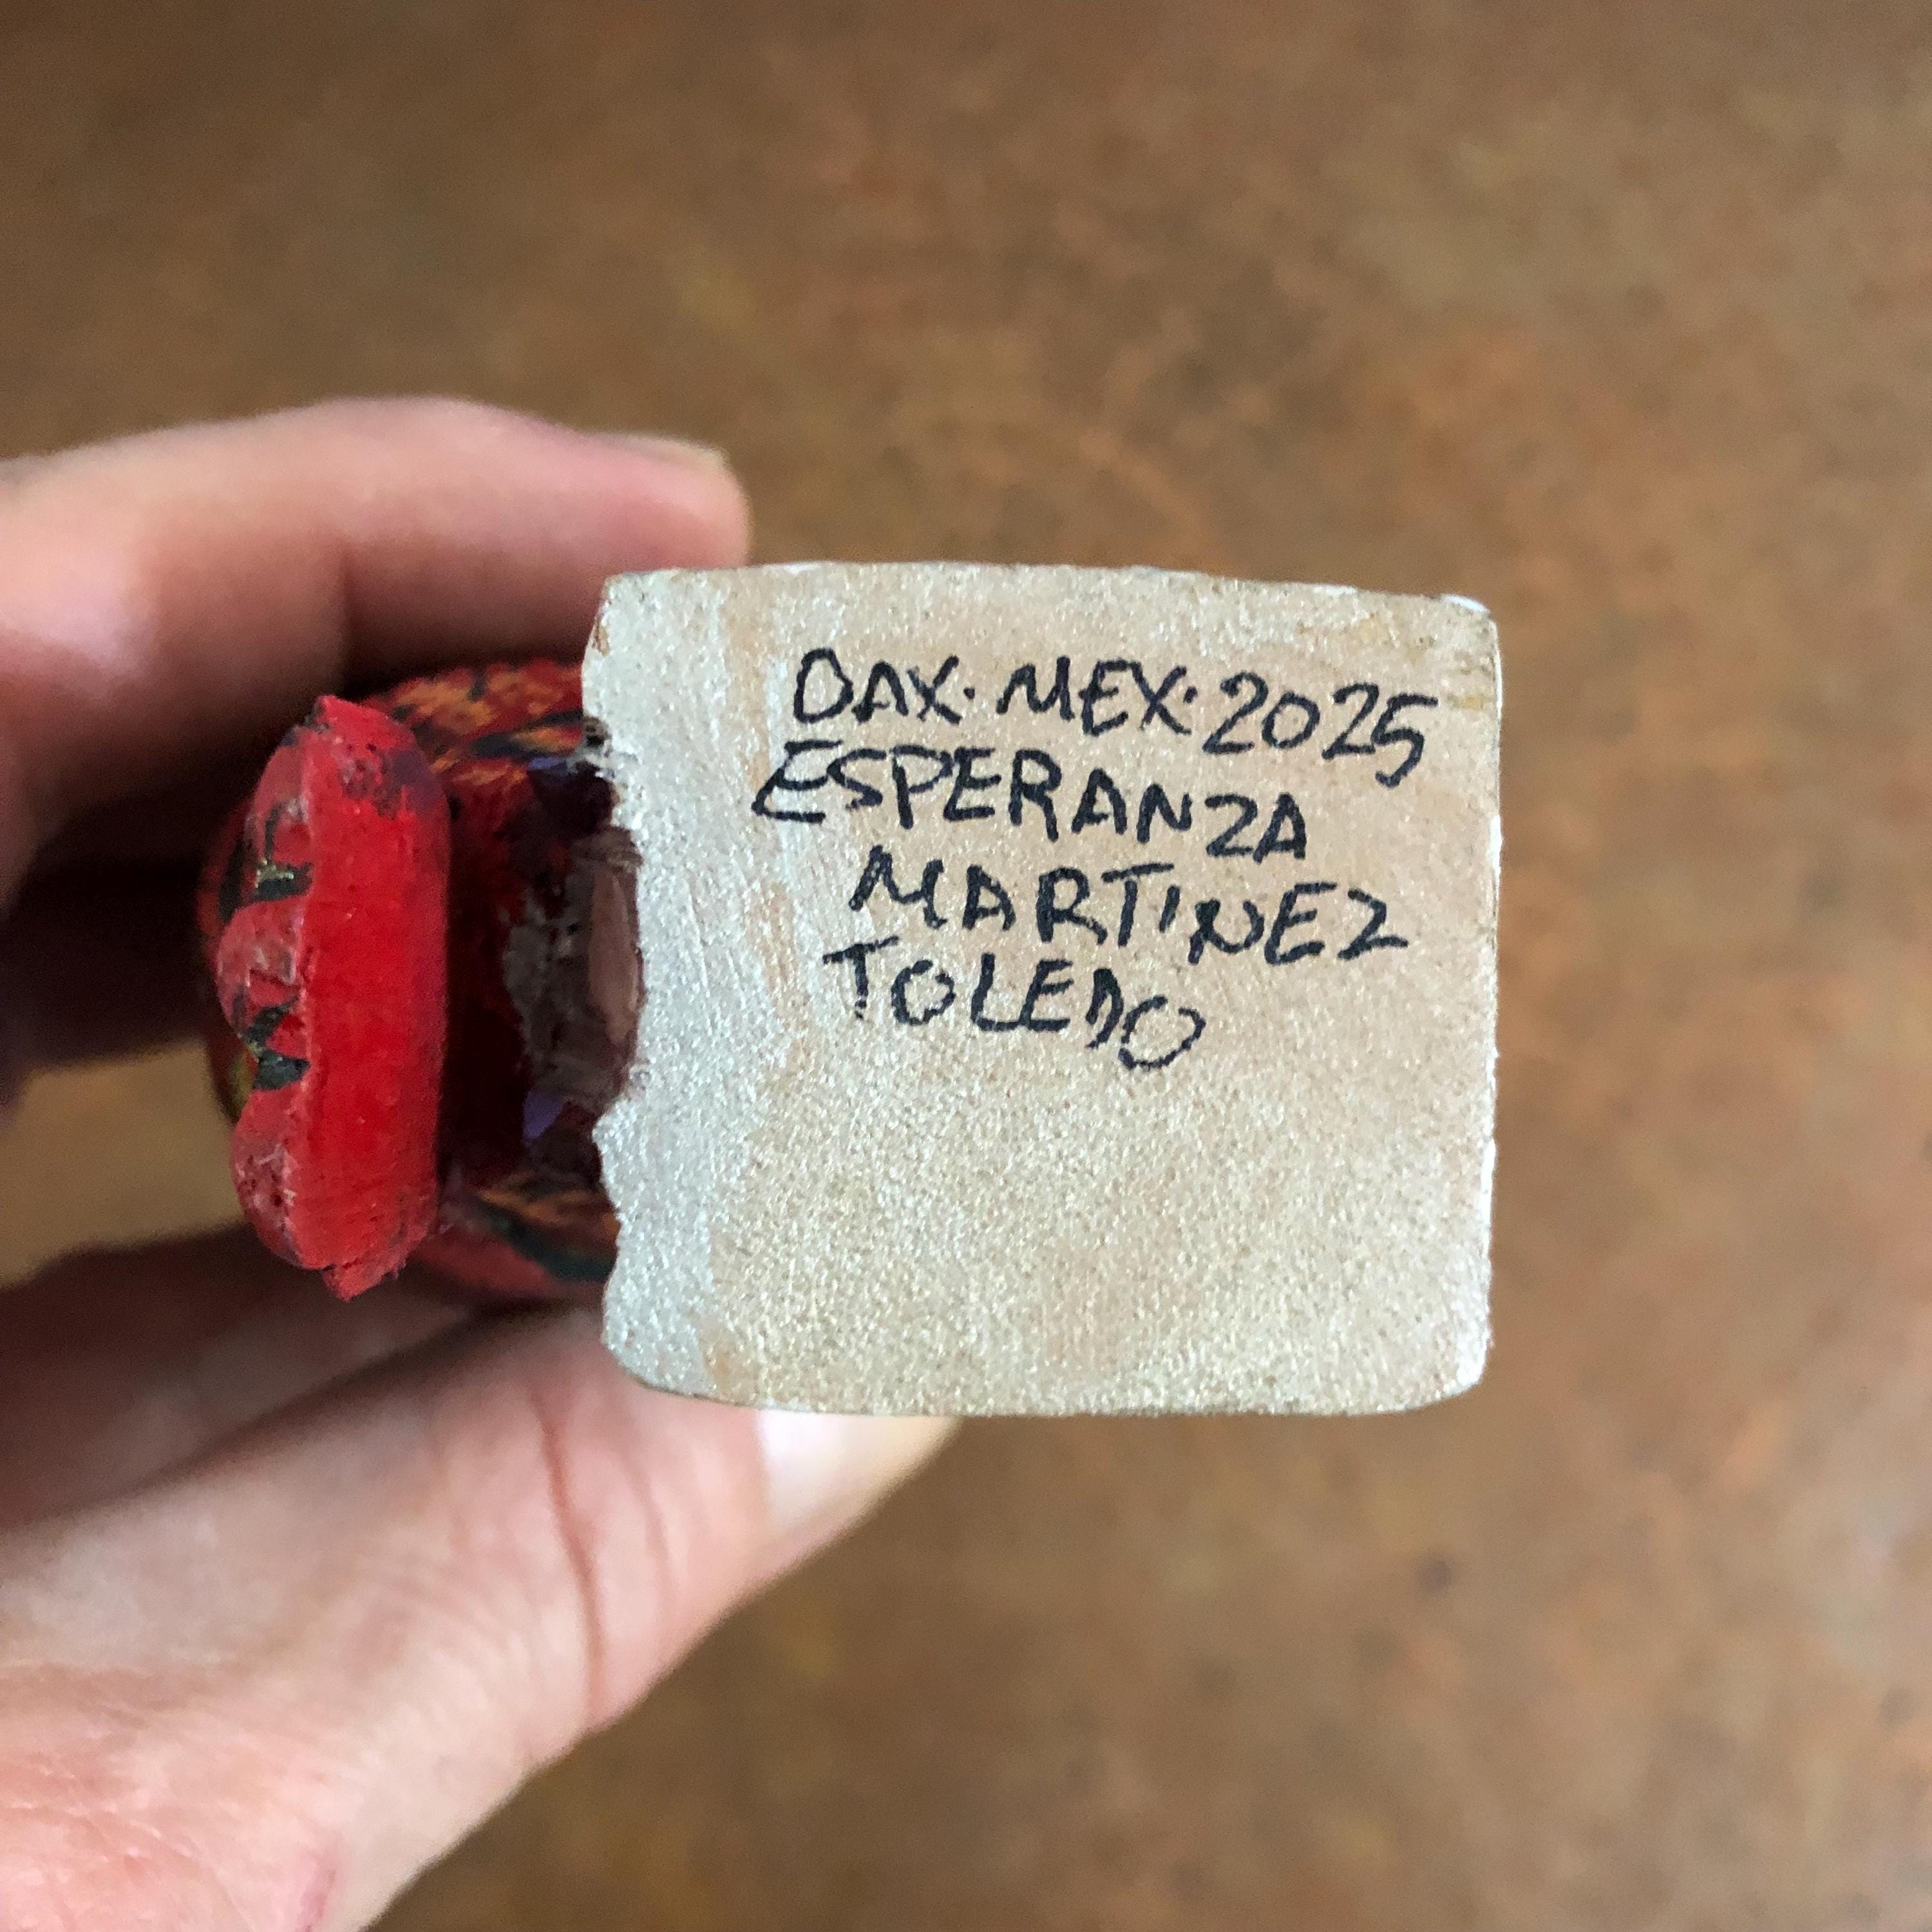 OAX·MEX·2025
ESPERANZA
MARTINEZ
TOLEDO